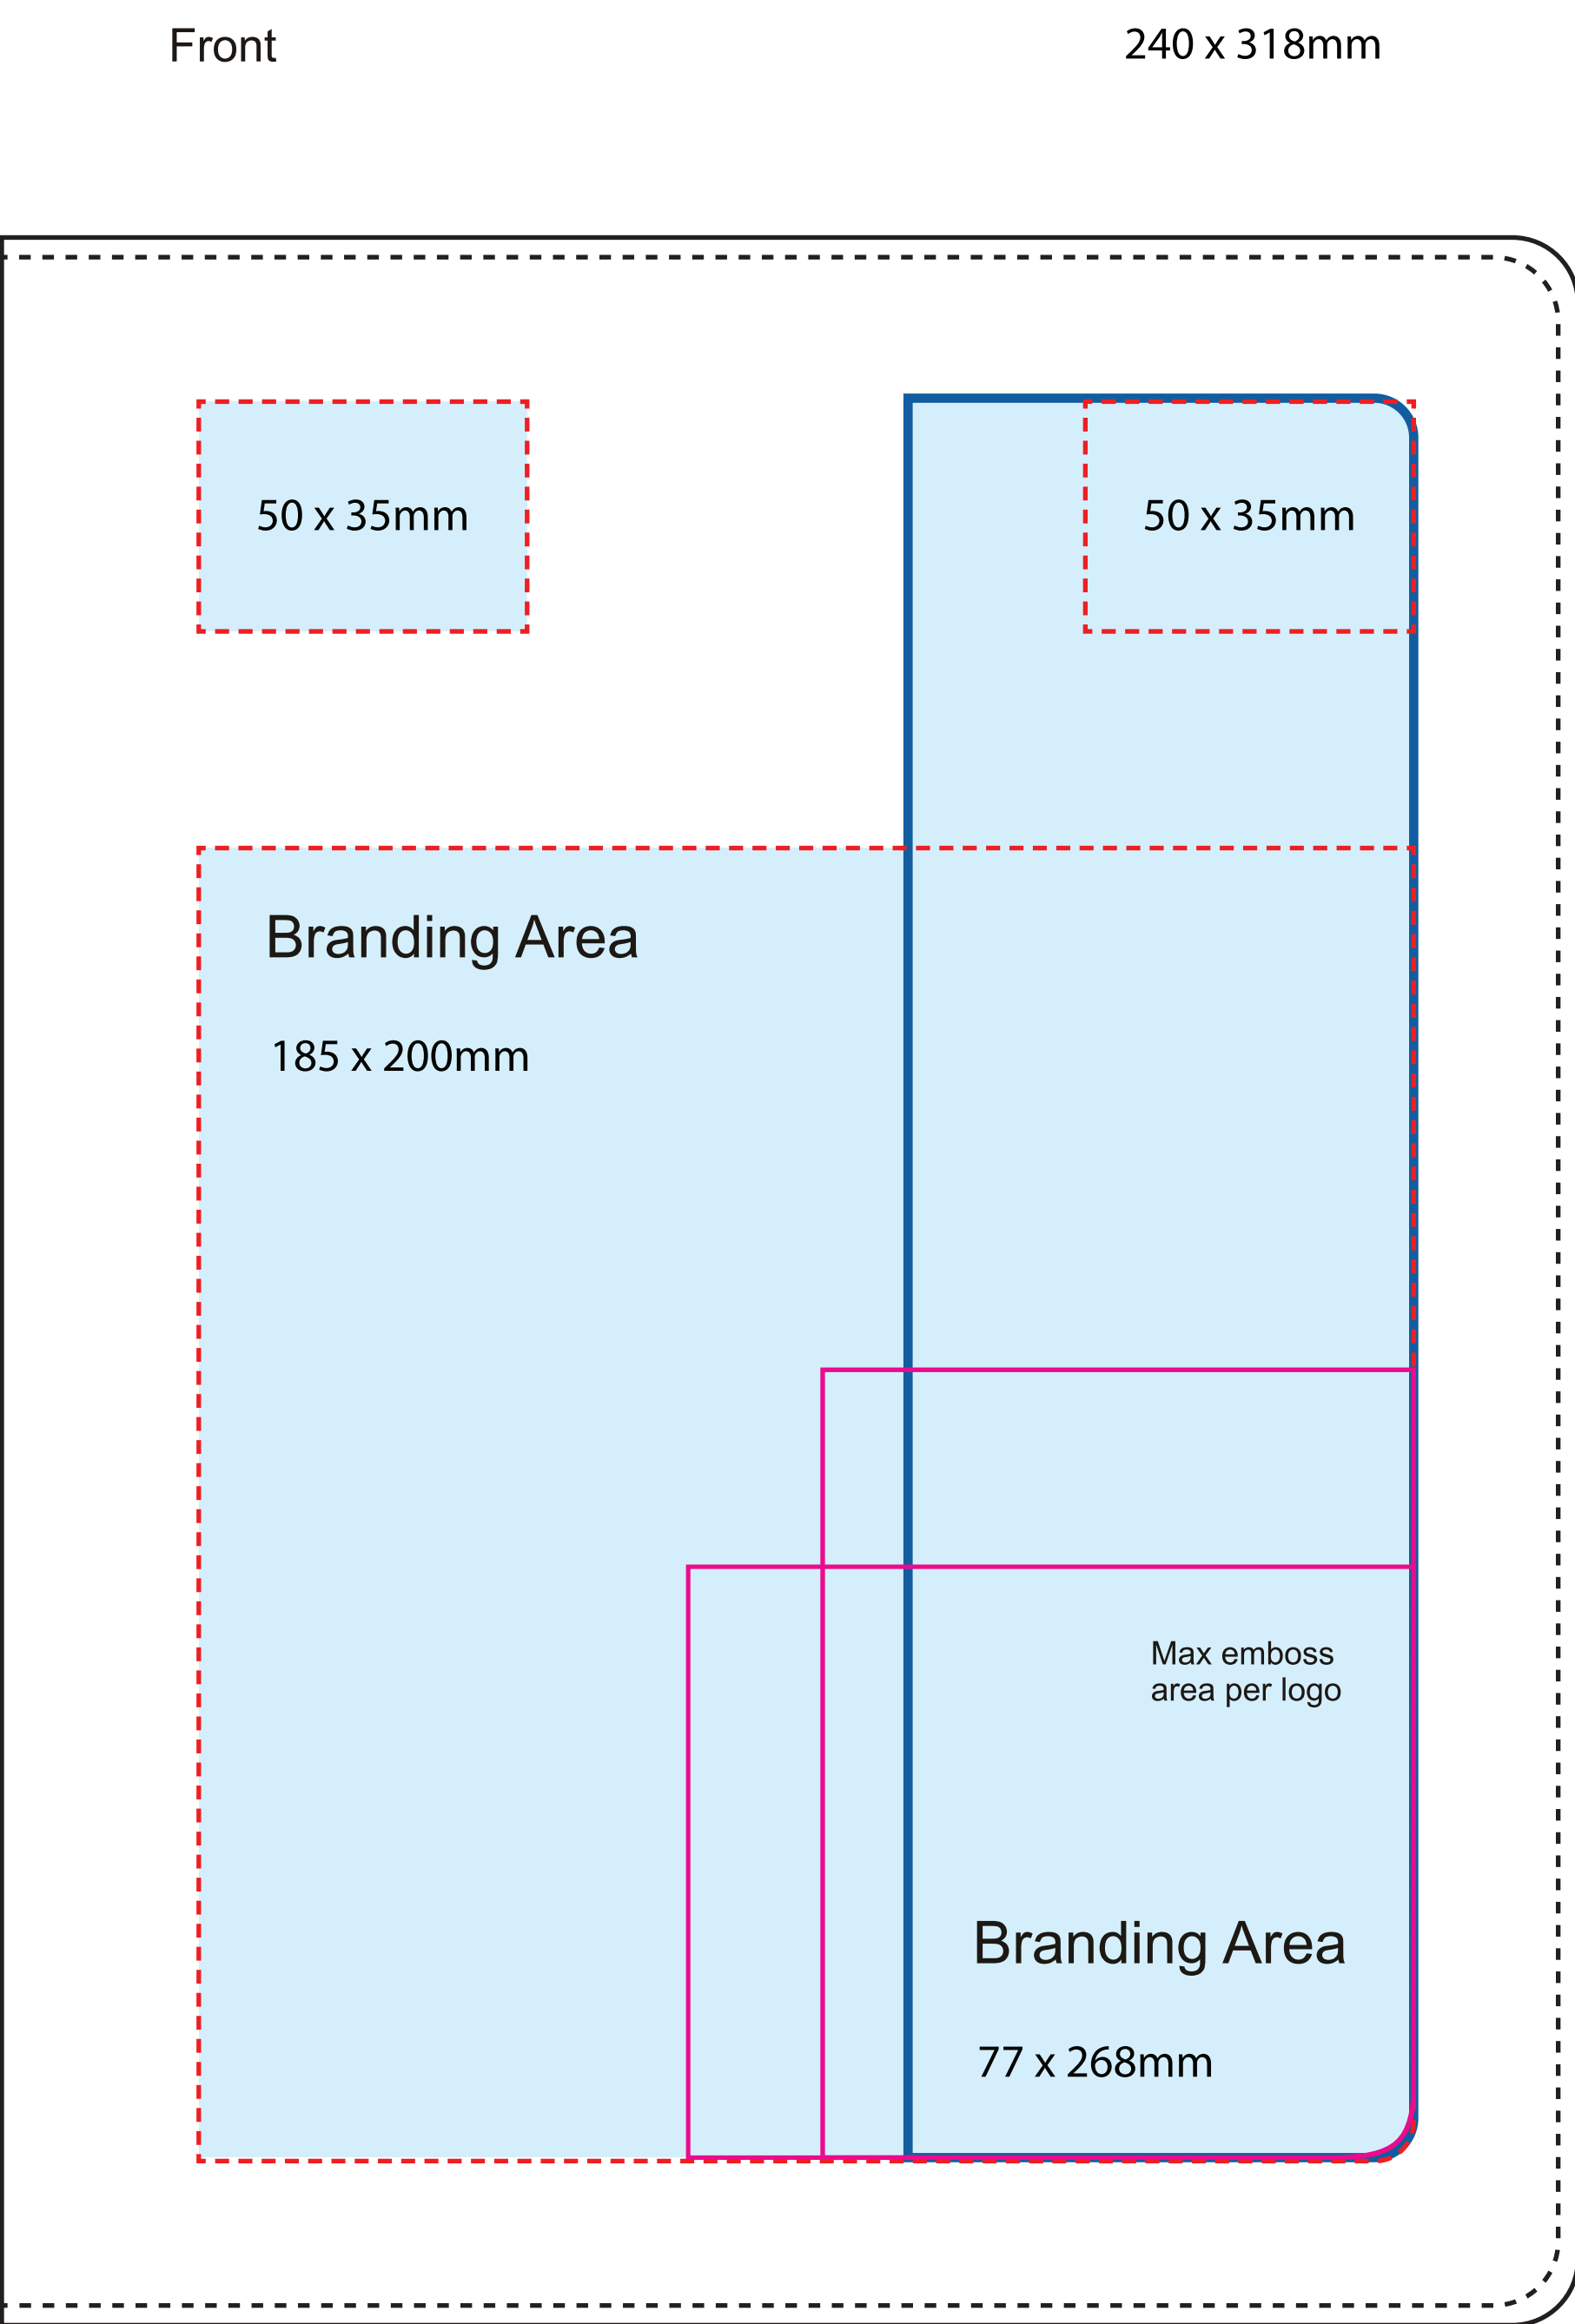 Front
240 x 318mm
50 x 35mm
50 x 35mm
Branding Area
185 x 200mm
Max emboss
area per logo
Branding Area
77 x 268mm